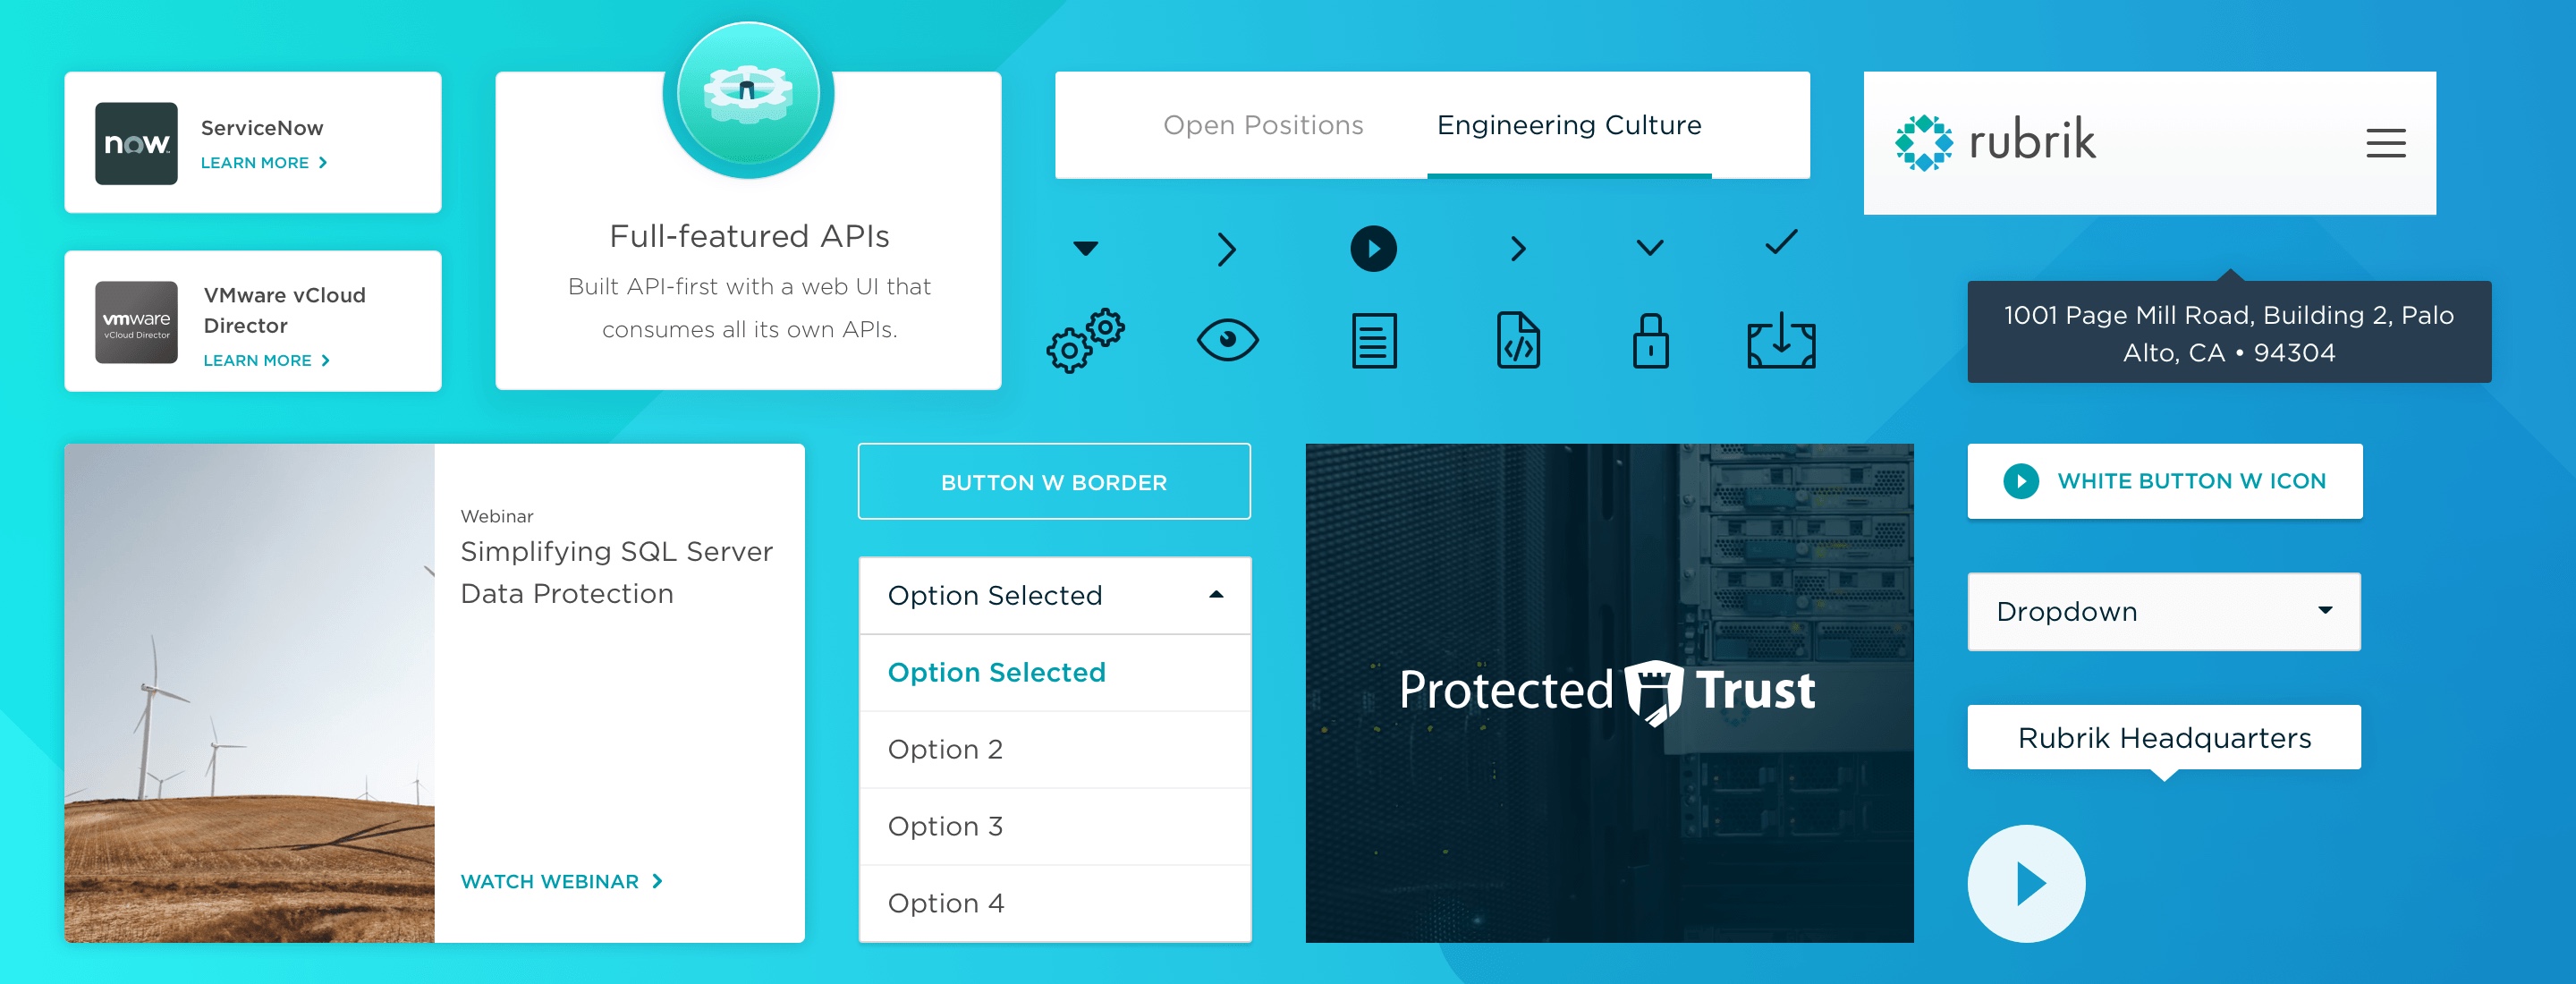 now
ServiceNow
LEARN MORE
vmware
vCloud Director
VMware vCloud
Director
LEARN MORE
Full-featured APIs
Built API-first with a web UI that
consumes all its own APIs.
Open Positions
Engineering Culture
rubrik
1001 Page Mill Road, Building 2, Palo
Alto, CA • 94304
Webinar
Simplifying SQL Server
Data Protection
WATCH WEBINAR
BUTTON W BORDER
Option Selected
Option Selected
Option 2
Option 3
Option 4
Protected Trust
WHITE BUTTON W ICON
Dropdown
Rubrik Headquarters